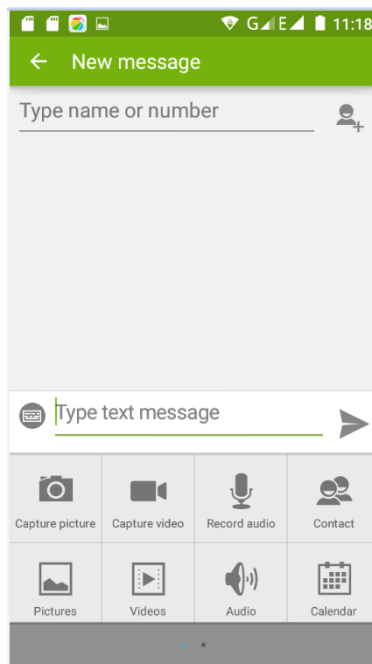 G E 11:18
New message
Type name or number
Type text message
Capture picture Capture video Record audio Contact
Pictures Videos Audio Calendar